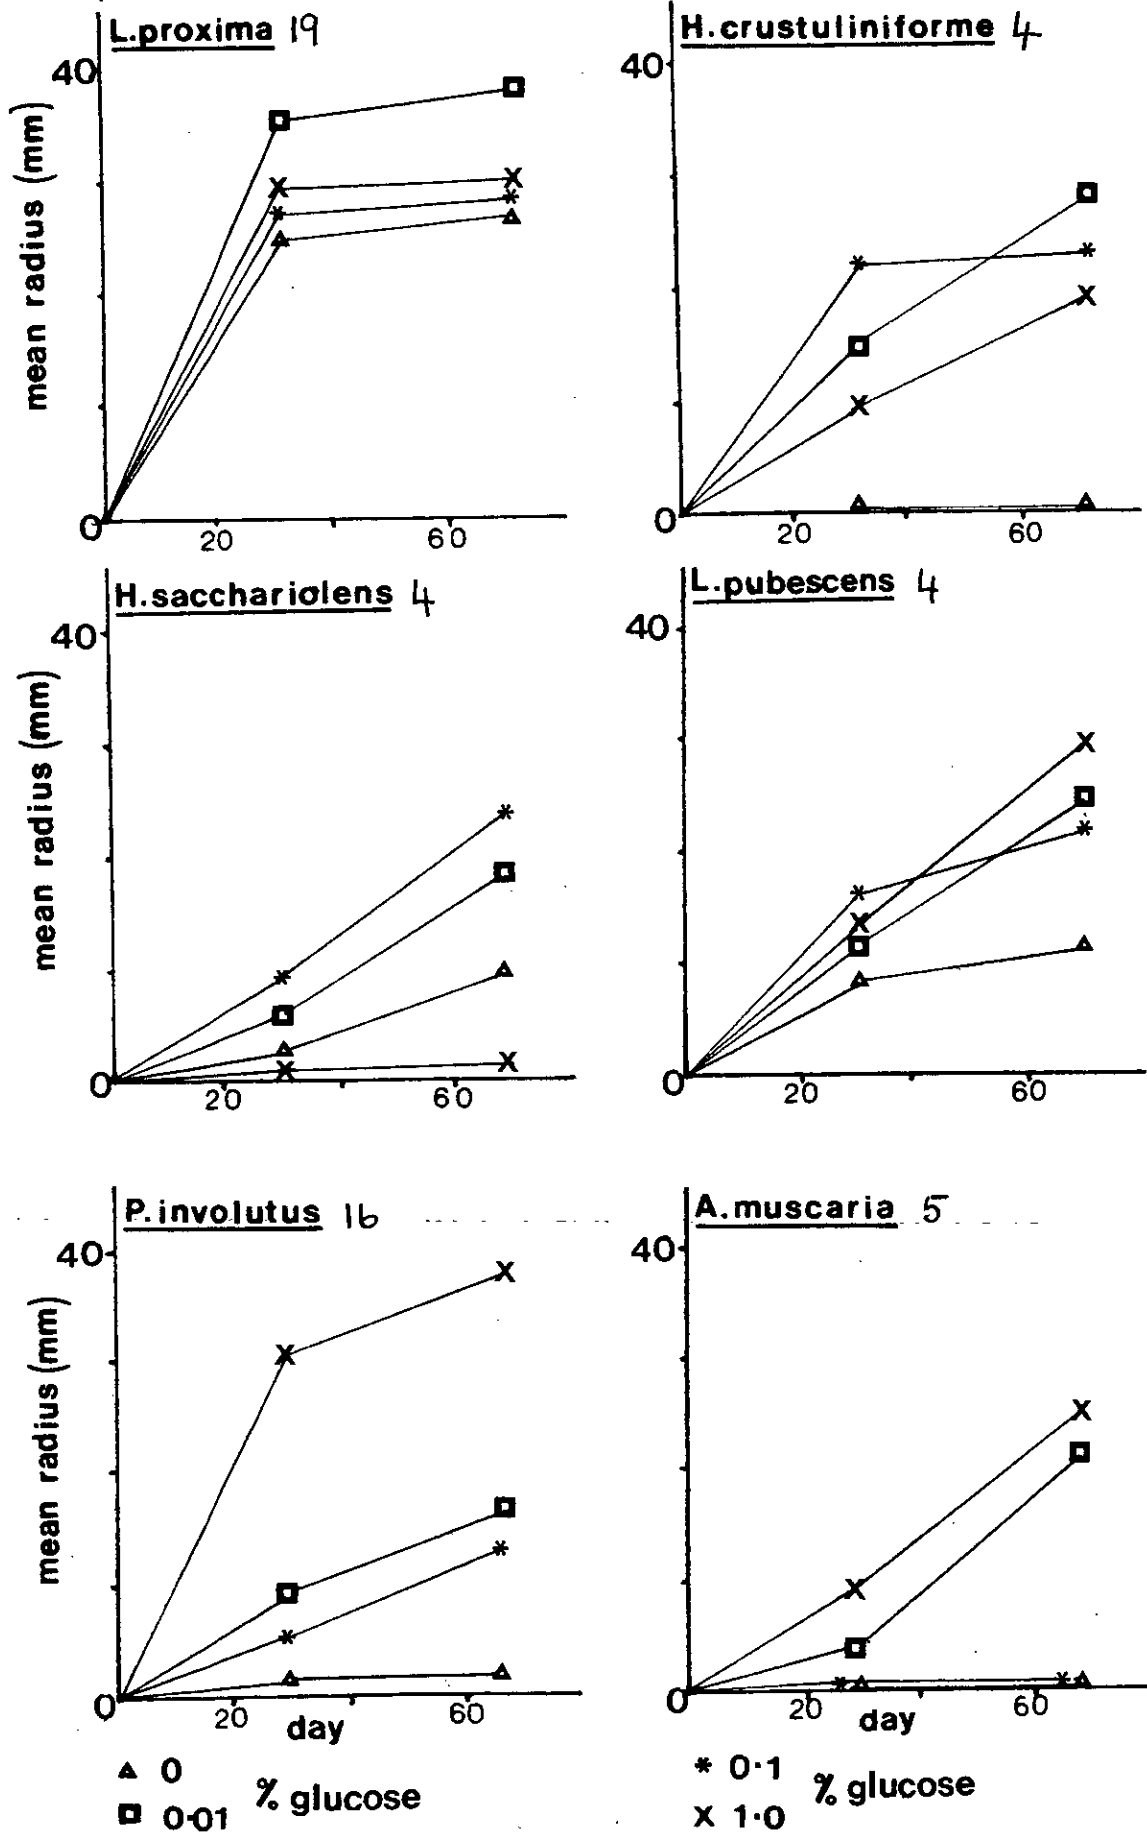 L.proxima 19
40
mean radius (mm)
0
20
60
H.crustuliniforme 4
40
0
20
60
H.sacchariolens 4
40
mean radius (mm)
0
20
60
L.pubescens 4
40
0
20
60
P.involutus 16
40
mean radius (mm)
0
20
day
60
A.muscaria 5
40
0
20
day
60
△ 0
□ 0·01
% glucose
* 0·1
X 1·0
% glucose